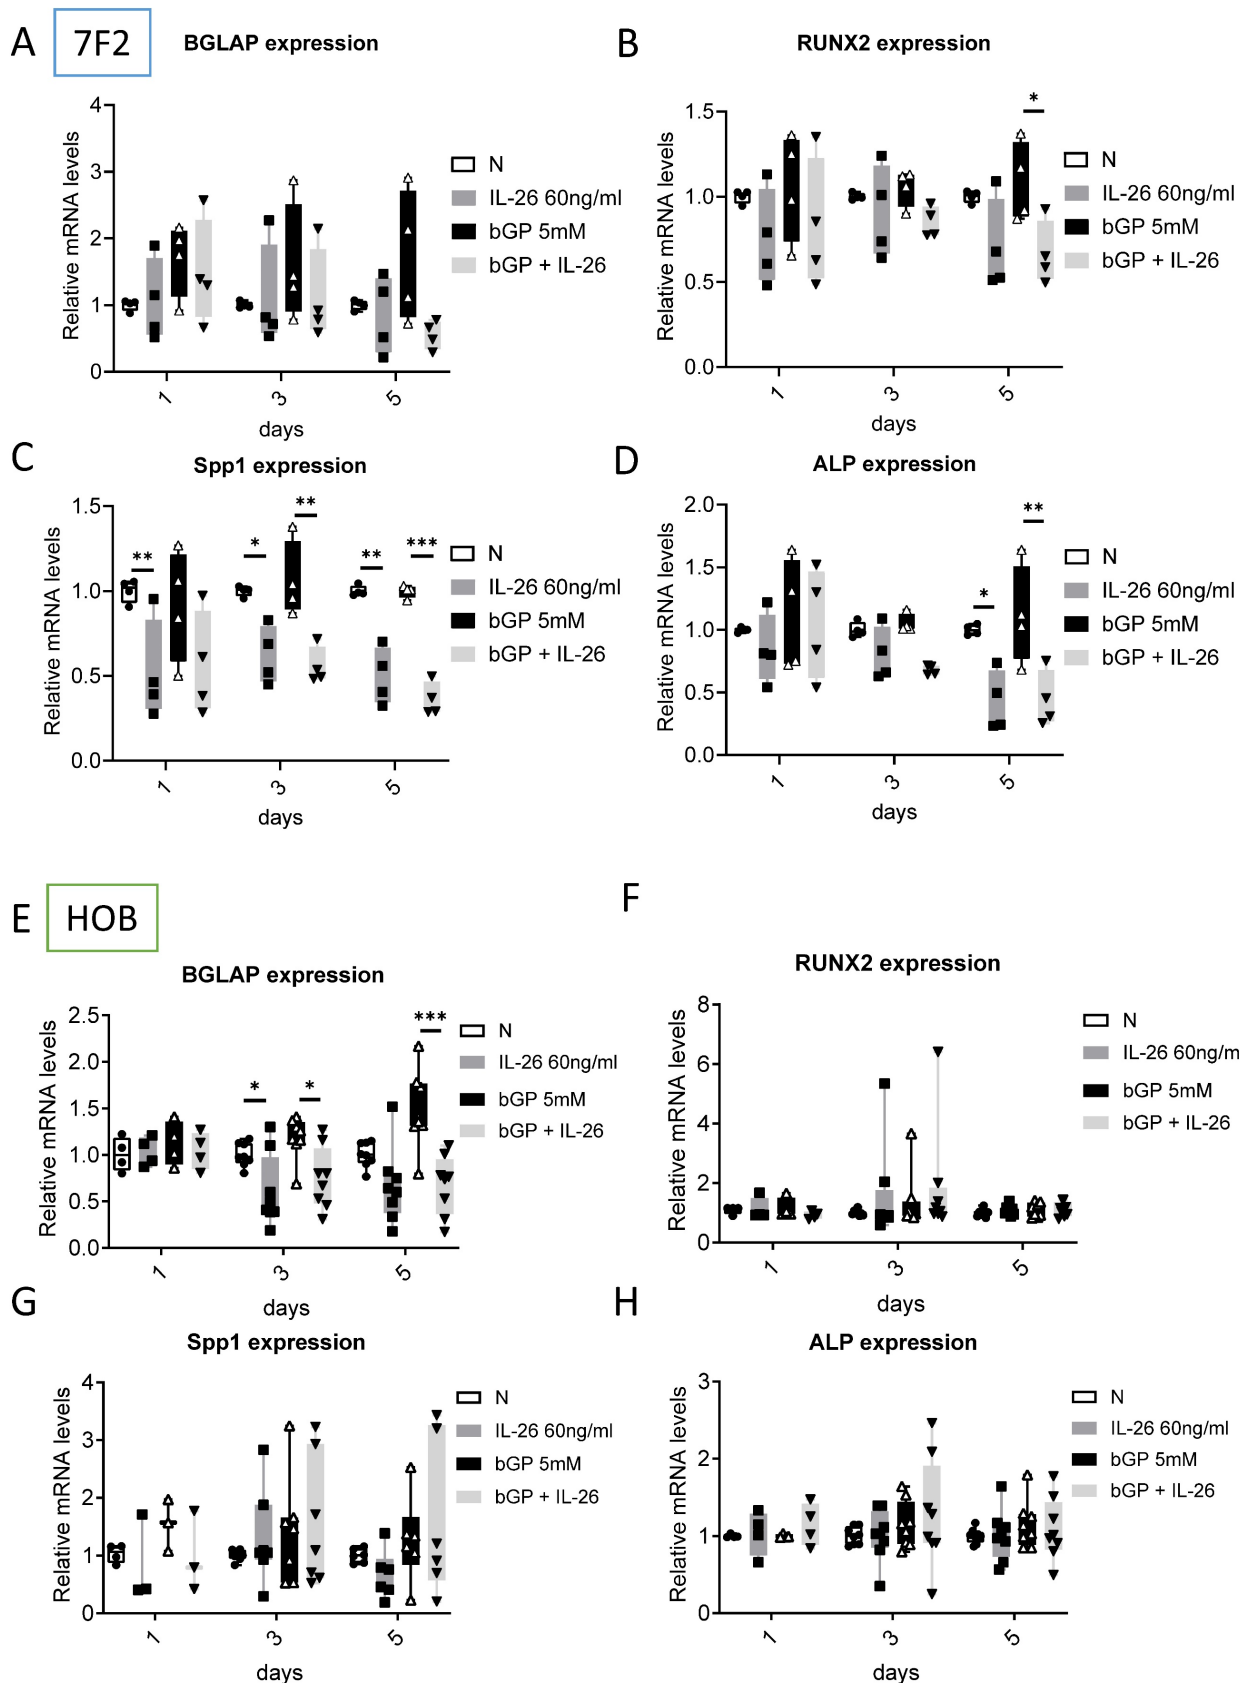 A
7F2
BGLAP expression
Relative mRNA levels
4
3
2
1
0
1
3
5
days
N
IL-26 60ng/ml
bGP 5mM
bGP + IL-26
B
RUNX2 expression
Relative mRNA levels
1.5
1.0
0.5
0.0
*
1
3
5
days
N
IL-26 60ng/ml
bGP 5mM
bGP + IL-26
C
Spp1 expression
Relative mRNA levels
1.5
1.0
0.5
0.0
**
*
**
**
***
1
3
5
days
N
IL-26 60ng/ml
bGP 5mM
bGP + IL-26
D
ALP expression
Relative mRNA levels
2.0
1.5
1.0
0.5
0.0
*
**
1
3
5
days
N
IL-26 60ng/ml
bGP 5mM
bGP + IL-26
E
HOB
BGLAP expression
Relative mRNA levels
2.5
2.0
1.5
1.0
0.5
0.0
*
*
***
1
3
5
days
N
IL-26 60ng/ml
bGP 5mM
bGP + IL-26
F
RUNX2 expression
Relative mRNA levels
8
6
4
2
0
1
3
5
days
N
IL-26 60ng/m
bGP 5mM
bGP + IL-26
G
Spp1 expression
Relative mRNA levels
4
3
2
1
0
1
3
5
days
N
IL-26 60ng/ml
bGP 5mM
bGP + IL-26
H
ALP expression
Relative mRNA levels
3
2
1
0
1
3
5
days
N
IL-26 60ng/ml
bGP 5mM
bGP + IL-26